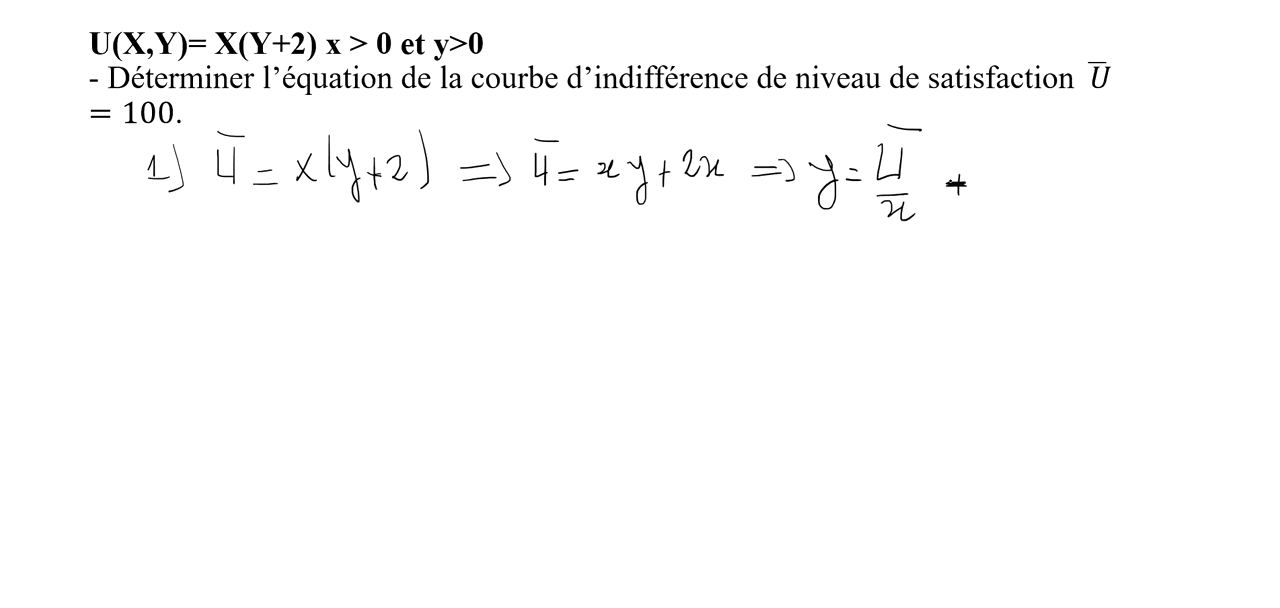 U(X,Y)= X(Y+2) x > 0 et y>0
- Déterminer l’équation de la courbe d’indifférence de niveau de satisfaction Ū
= 100.
1) Ū = x(y+2) => Ū = xy + 2x => y = Ū/x +